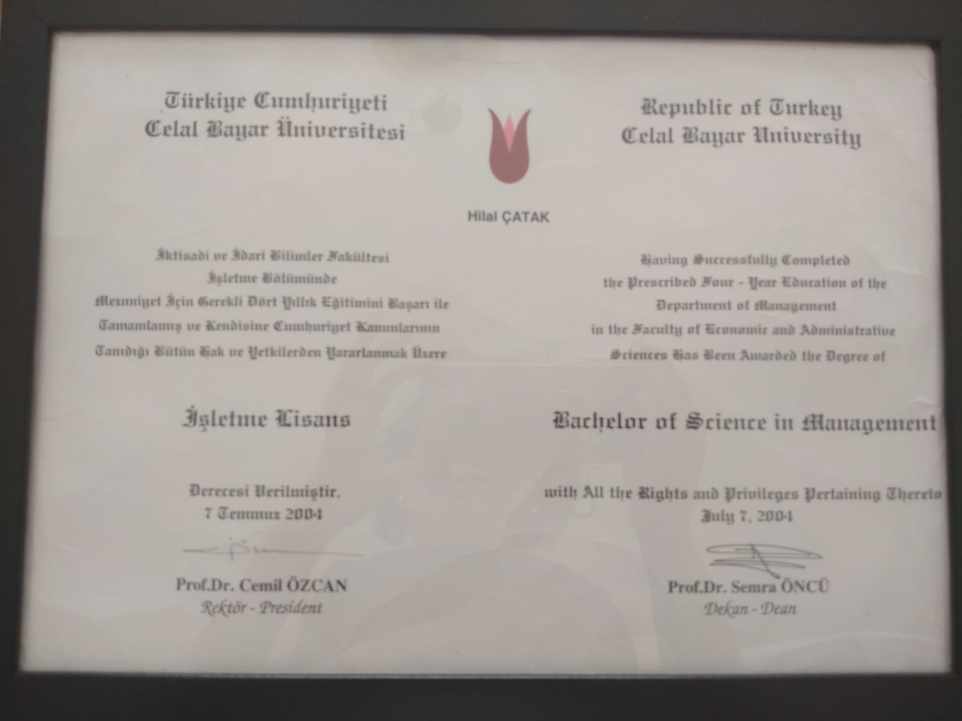 Türkiye Cumhuriyeti
Celal Bayar Üniversitesi
Republic of Turkey
Celal Bayar University
Hilal ÇATAK
İktisadi ve İdari Bilimler Fakültesi
İşletme Bölümünde
Mezuniyet İçin Gerekli Dört Yıllık Eğitimini Başarı ile
Tamamlamış ve Kendisine Cumhuriyet Kanunlarının
Tanıdığı Bütün Hak ve Yetkilerden Yararlanmak Üzere
İşletme Lisans
Derecesi Verilmiştir.
7 Temmuz 2004
Prof.Dr. Cemil ÖZCAN
Rektör - President
Having Successfully Completed
the Prescribed Four - Year Education of the
Department of Management
in the Faculty of Economic and Administrative
Sciences Has Been Awarded the Degree of
Bachelor of Science in Management
with All the Rights and Privileges Pertaining Thereto
July 7, 2004
Prof.Dr. Semra ÖNCÜ
Dekan - Dean